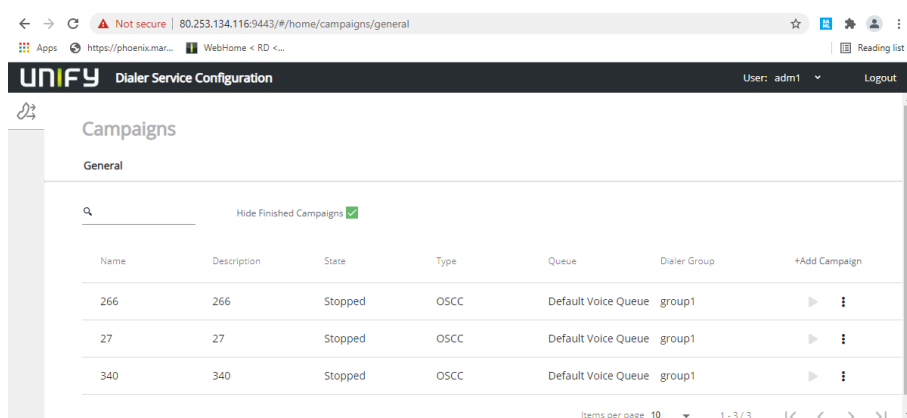 Not secure | 80.253.134.116:9443/#/home/campaigns/general
Apps https://phoenix.mar... WebHome < RD <... Reading list
UNIFY Dialer Service Configuration User: adm1 Logout
Campaigns
General
Hide Finished Campaigns
Name Description State Type Queue Dialer Group +Add Campaign
266 266 Stopped OSCC Default Voice Queue group1
27 27 Stopped OSCC Default Voice Queue group1
340 340 Stopped OSCC Default Voice Queue group1
Items per page 10 1 - 3 / 3